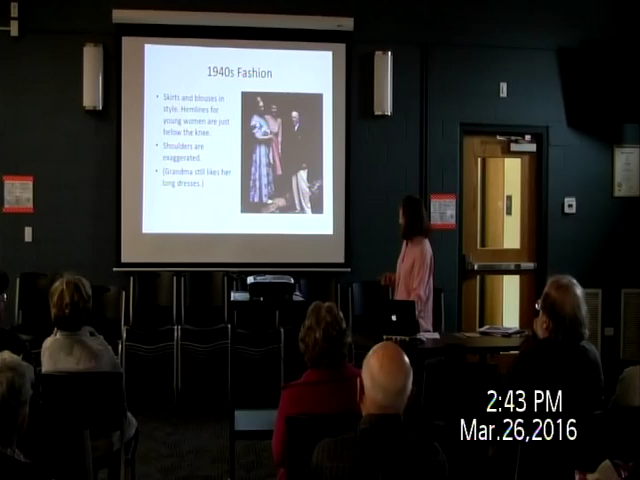 1940s Fashion
• Skirts and blouses in
style. Hemlines for
young women are just
below the knee.
• Shoulders are
exaggerated.
• (Grandma still likes her
long dresses.)
2:43 PM
Mar.26,2016